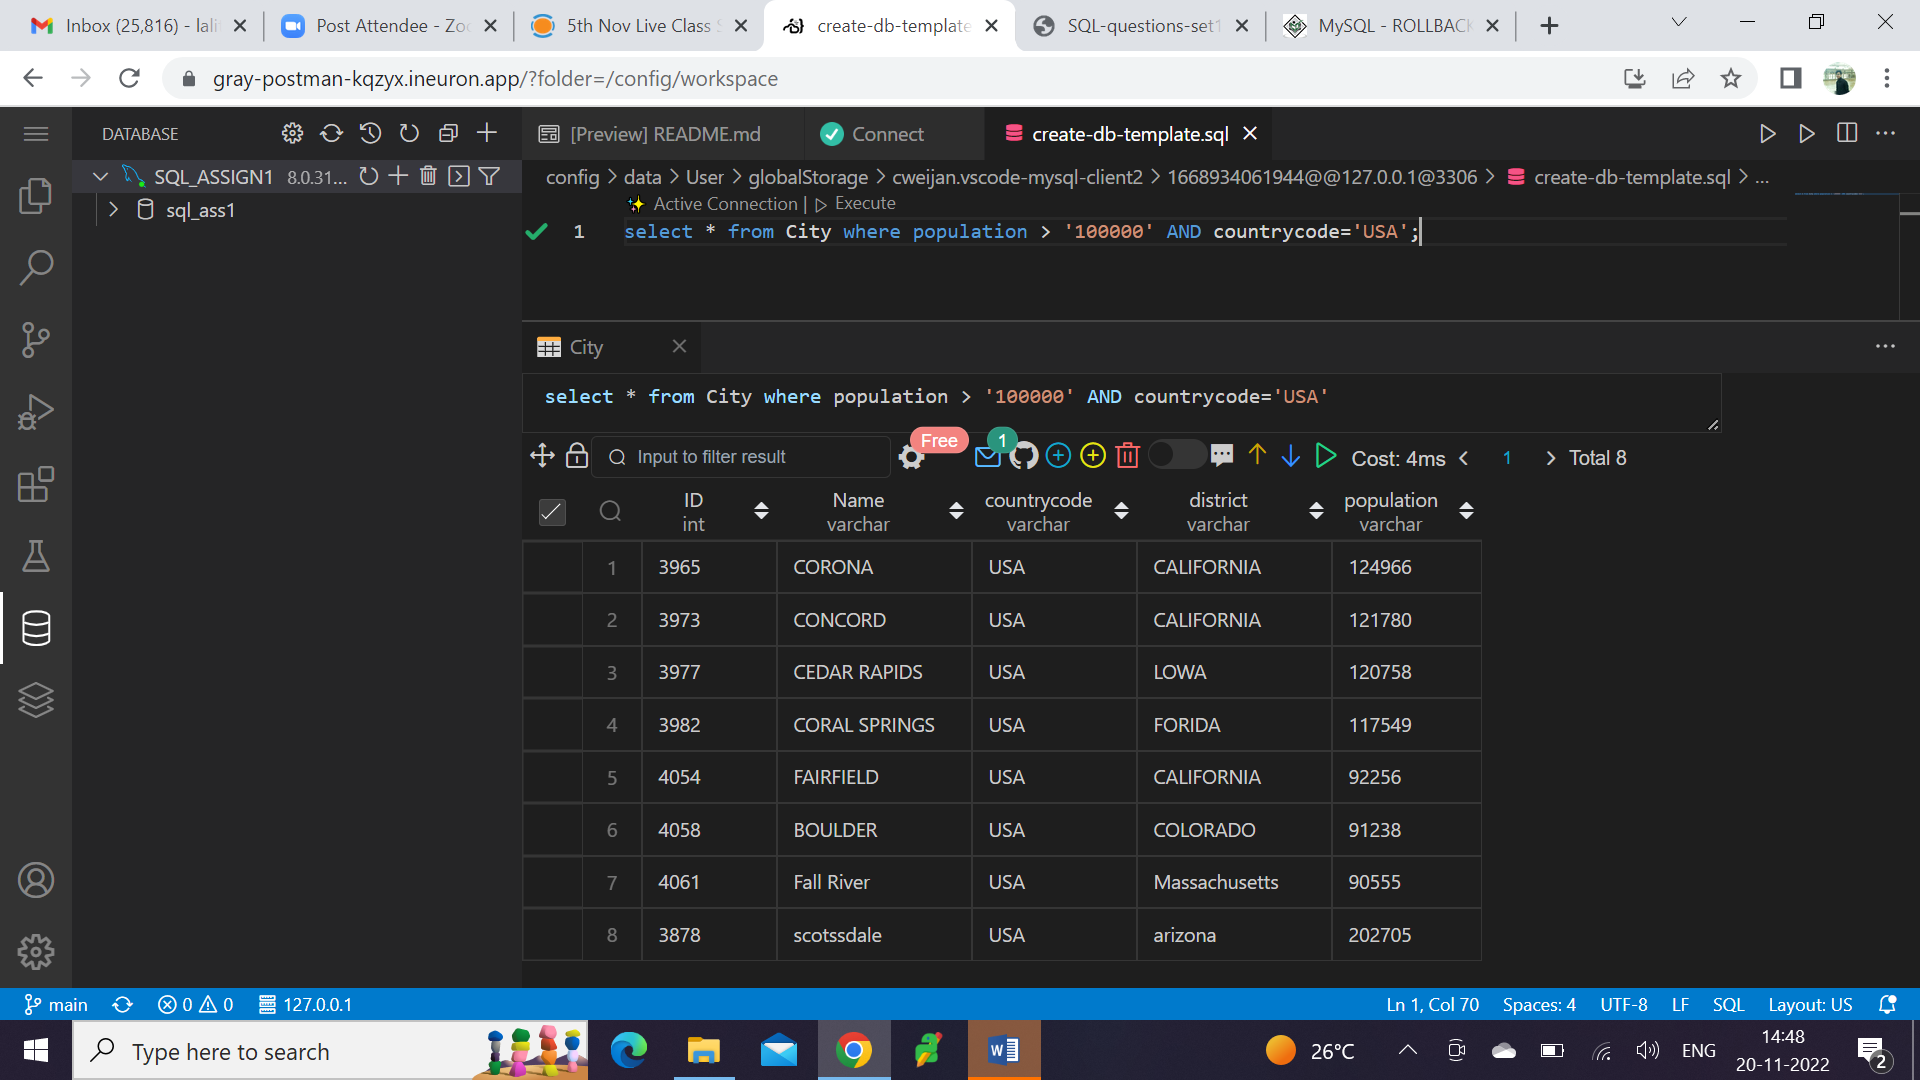 Inbox (25,816) - lali
Post Attendee - Zoo
5th Nov Live Class S
create-db-template
SQL-questions-set1
MySQL - ROLLBACK
gray-postman-kqzyx.ineuron.app/?folder=/config/workspace
DATABASE
[Preview] README.md
Connect
create-db-template.sql
SQL_ASSIGN1 8.0.31...
config > data > User > globalStorage > cweijan.vscode-mysql-client2 > 1668934061944@@127.0.0.1@3306 > create-db-template.sql > ...
sql_ass1
Active Connection | Execute
1 select * from City where population > '100000' AND countrycode='USA';
City
select * from City where population > '100000' AND countrycode='USA'
Input to filter result
Free
1
Cost: 4ms < 1 > Total 8
ID Name countrycode district population
int varchar varchar varchar varchar
1 3965 CORONA USA CALIFORNIA 124966
2 3973 CONCORD USA CALIFORNIA 121780
3 3977 CEDAR RAPIDS USA LOWA 120758
4 3982 CORAL SPRINGS USA FORIDA 117549
5 4054 FAIRFIELD USA CALIFORNIA 92256
6 4058 BOULDER USA COLORADO 91238
7 4061 Fall River USA Massachusetts 90555
8 3878 scotssdale USA arizona 202705
main 0 0 127.0.0.1
Ln 1, Col 70 Spaces: 4 UTF-8 LF SQL Layout: US
Type here to search
26°C
ENG
14:48
20-11-2022
2